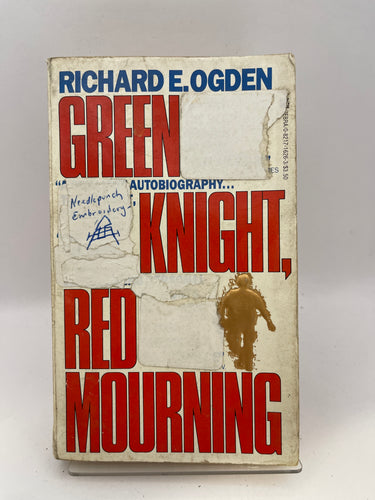 RICHARD E. OGDEN
GREEN
AUTOBIOGRAPHY...
Needlepunch
Embroidery
KNIGHT,
RED
MOURNING